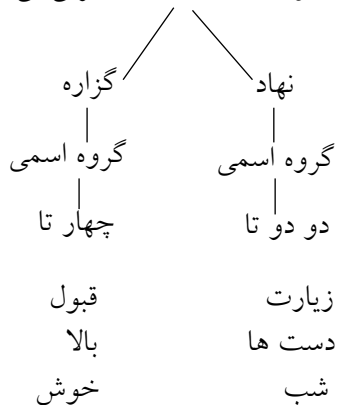 نهاد گزاره
گروه اسمی گروه اسمی
دو دو تا چهار تا
زیارت قبول
دست ها بالا
شب خوش